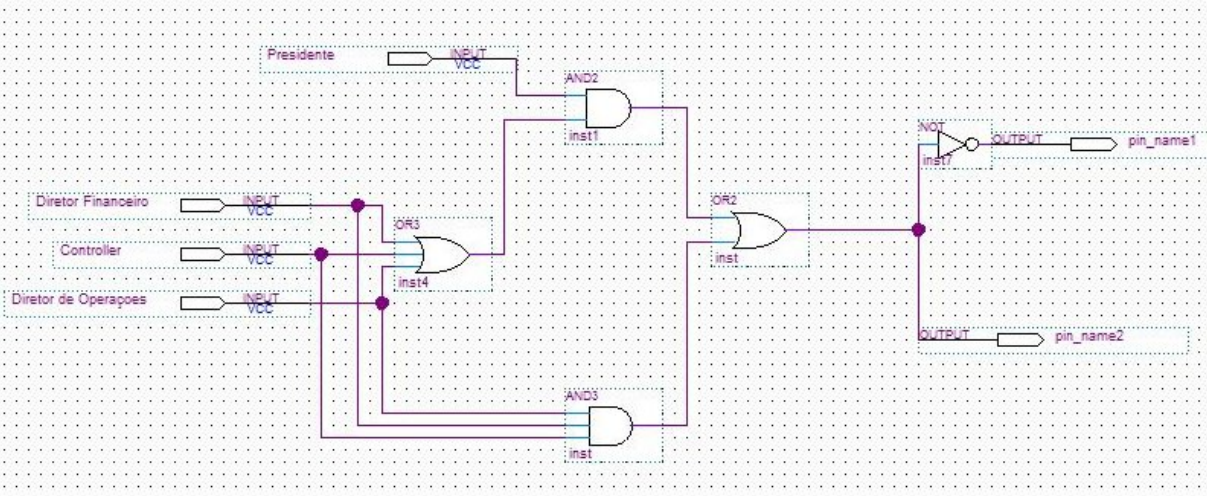 Presidente
INPUT
VCC
AND2
inst1
NOT
inst7
OUTPUT
pin_name1
Diretor Financeiro
INPUT
VCC
Controller
INPUT
VCC
Diretor de Operaçoes
INPUT
VCC
OR3
inst4
OR2
inst
OUTPUT
pin_name2
AND3
inst